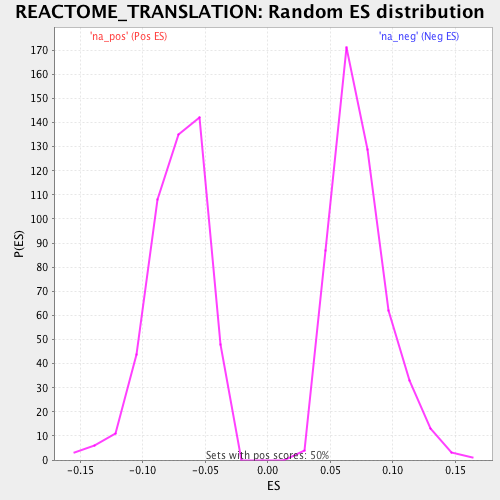 REACTOME_TRANSLATION: Random ES distribution
'na_pos' (Pos ES)
'na_neg' (Neg ES)
170
160
150
140
130
120
110
100
90
80
70
60
50
40
30
20
10
0
P(ES)
Sets with pos scores: 50%
-0.15 -0.10 -0.05 0.00 0.05 0.10 0.15
ES